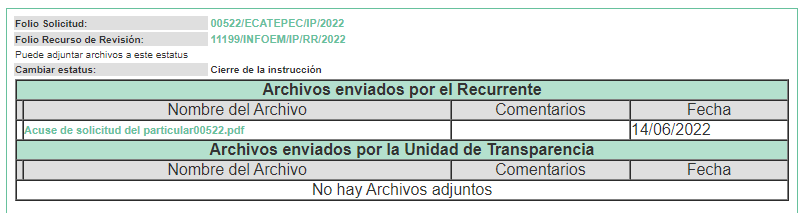 Folio Solicitud: 00522/ECATEPEC/IP/2022
Folio Recurso de Revisión: 11199/INFOEM/IP/RR/2022
Puede adjuntar archivos a este estatus
Cambiar estatus: Cierre de la instrucción
Archivos enviados por el Recurrente
Nombre del Archivo Comentarios Fecha
Acuse de solicitud del particular00522.pdf 14/06/2022
Archivos enviados por la Unidad de Transparencia
Nombre del Archivo Comentarios Fecha
No hay Archivos adjuntos